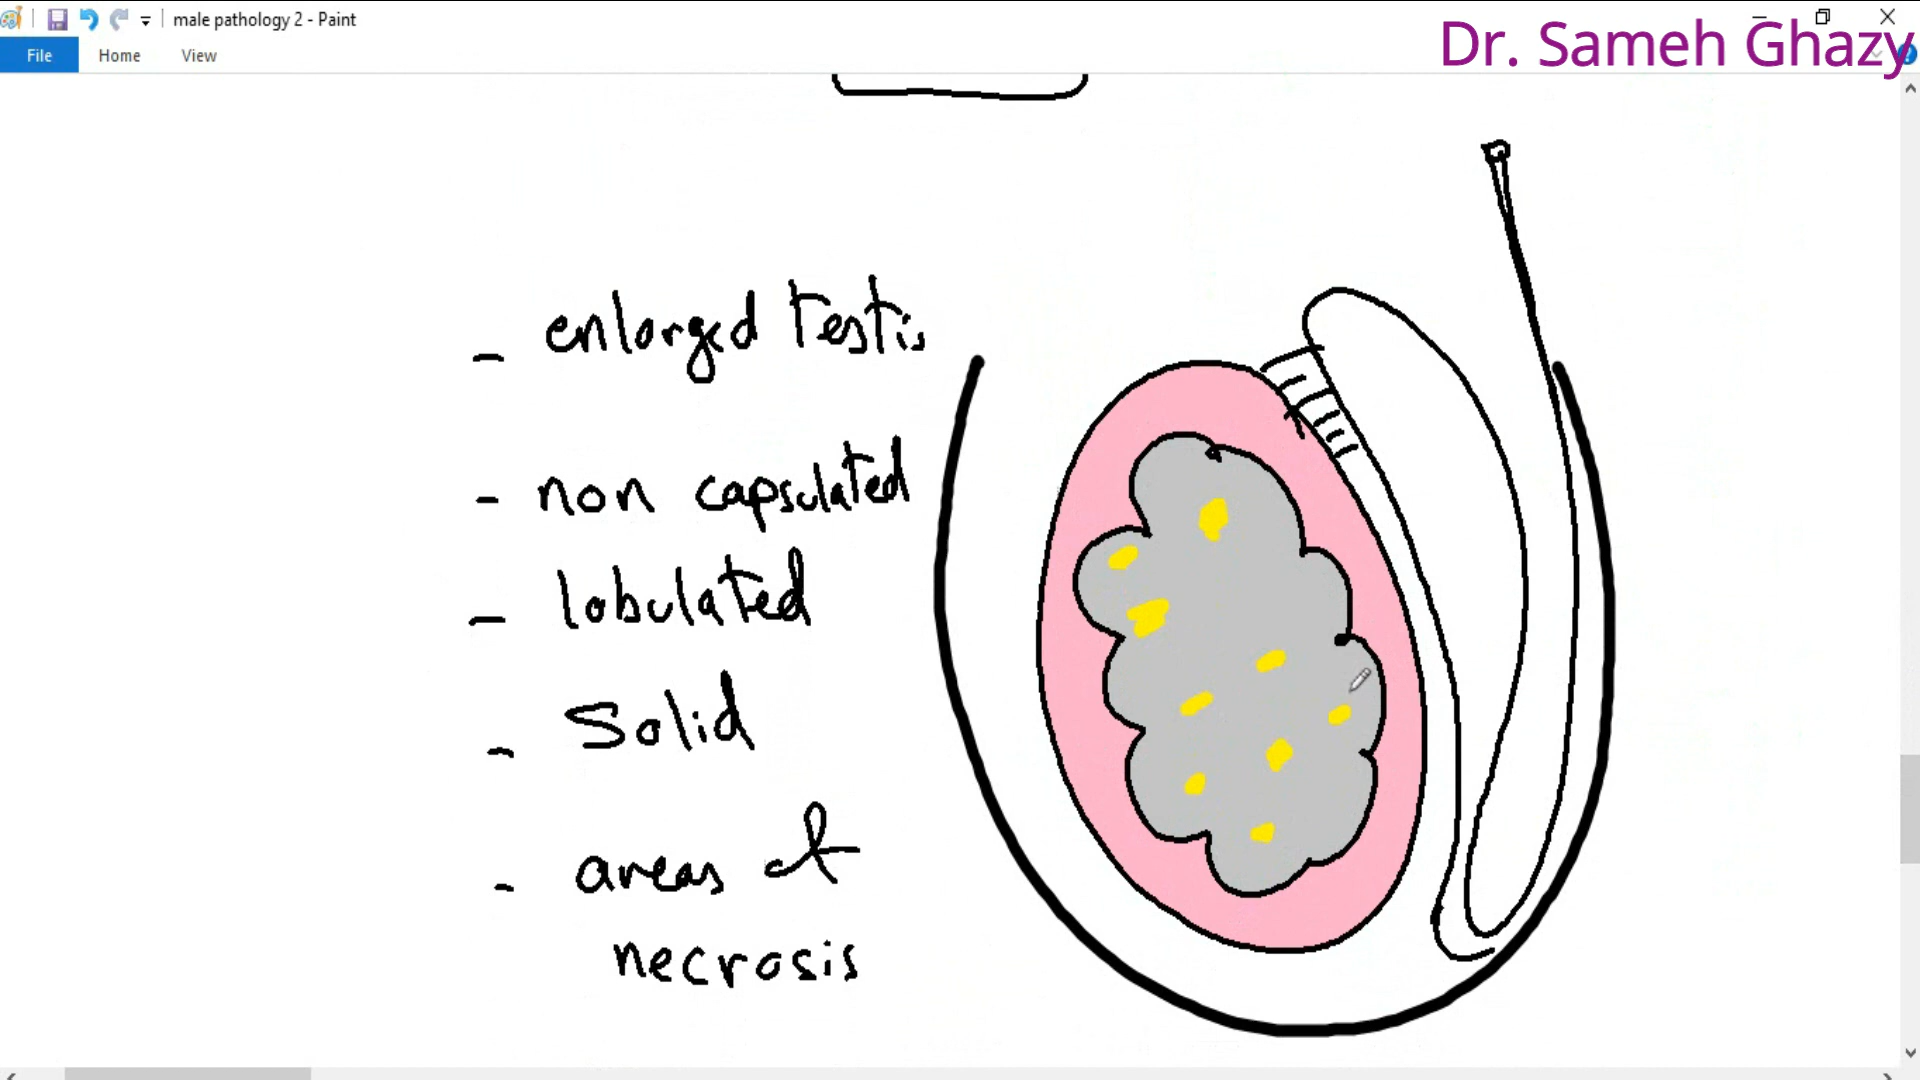 male pathology 2 - Paint
Dr. Sameh Ghazy
File Home View
- enlarged testis
- non capsulated
- lobulated
- Solid
- areas of
necrosis